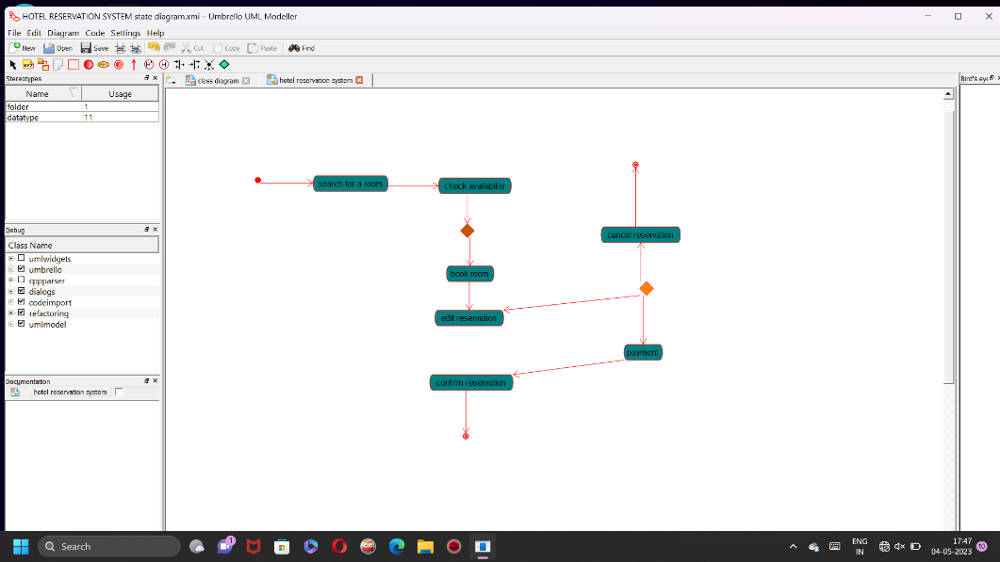 HOTEL RESERVATION SYSTEM state diagram.xmi – Umbrello UML Modeller
File Edit Diagram Code Settings Help
New Open Save Cut Copy Paste Find
Stereotypes
class diagram
hotel reservation system
Bird's eye
Name Usage
folder 1
datatype 11
search for a room
check availability
cancel reservation
book room
edit reservation
payment
confirm reservation
Debug
Class Name
umlwidgets
umbrello
cppparser
dialogs
codeimport
refactoring
umlmodel
Documentation
hotel reservation system
Search
1
ENG
IN
17:47
04-05-2023
10